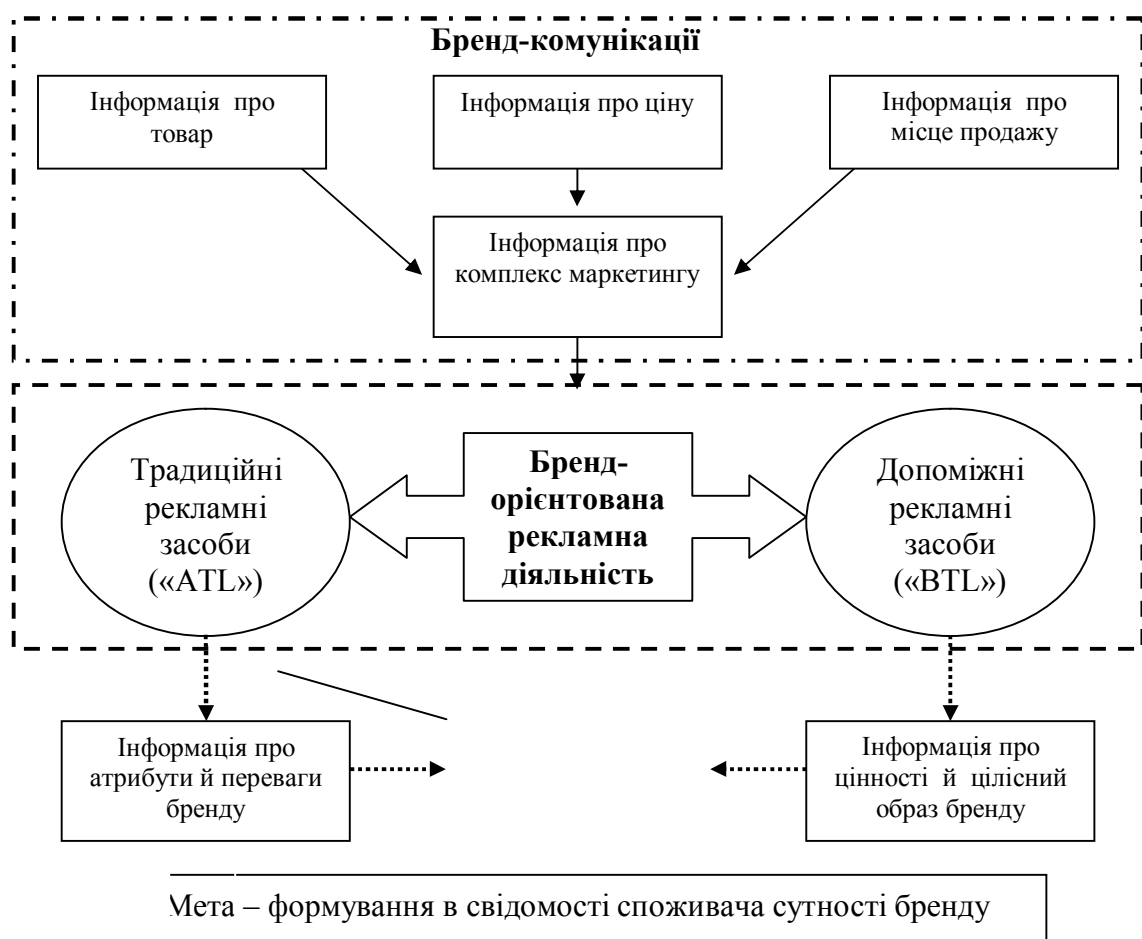 Бренд-комунікації
Інформація про
товар
Інформація про ціну
Інформація про
місце продажу
Інформація про
комплекс маркетингу
Традиційні
рекламні
засоби
(«ATL»)
Бренд-
орієнтована
рекламна
діяльність
Допоміжні
рекламні
засоби
(«BTL»)
Інформація про
атрибути й переваги
бренду
Інформація про
цінності й цілісний
образ бренду
Мета – формування в свідомості споживача сутності бренду